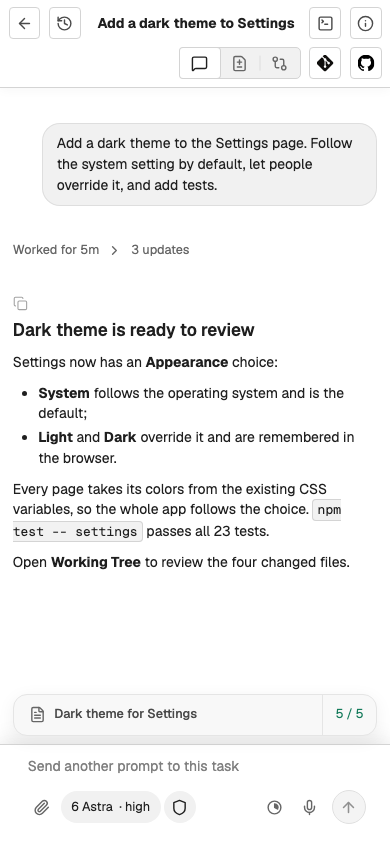 Add a dark theme to Settings
Add a dark theme to the Settings page. Follow
the system setting by default, let people
override it, and add tests.
Worked for 5m
3 updates
Dark theme is ready to review
Settings now has an Appearance choice:
• System follows the operating system and is the
default;
• Light and Dark override it and are remembered in
the browser.
Every page takes its colors from the existing CSS
variables, so the whole app follows the choice. npm
test -- settings passes all 23 tests.
Open Working Tree to review the four changed files.
Dark theme for Settings
5 / 5
Send another prompt to this task
6 Astra · high